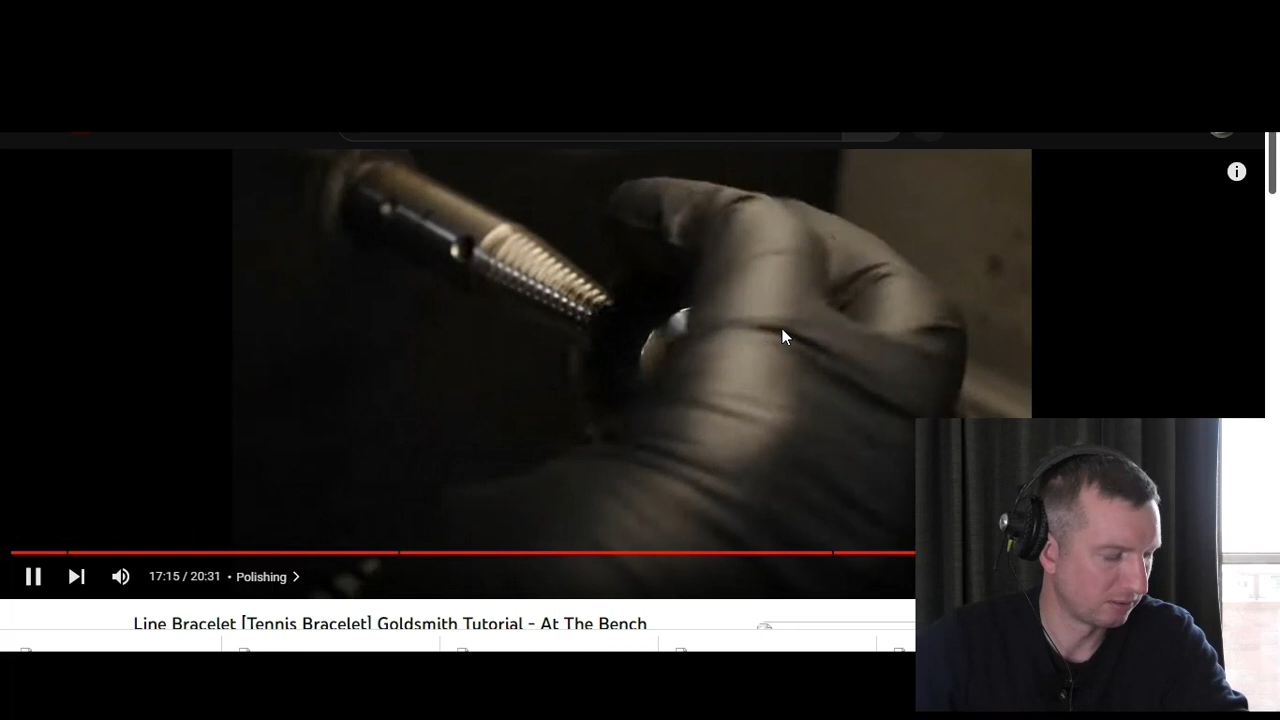 17:15 / 20:31 • Polishing
Line Bracelet [Tennis Bracelet] Goldsmith Tutorial - At The Bench